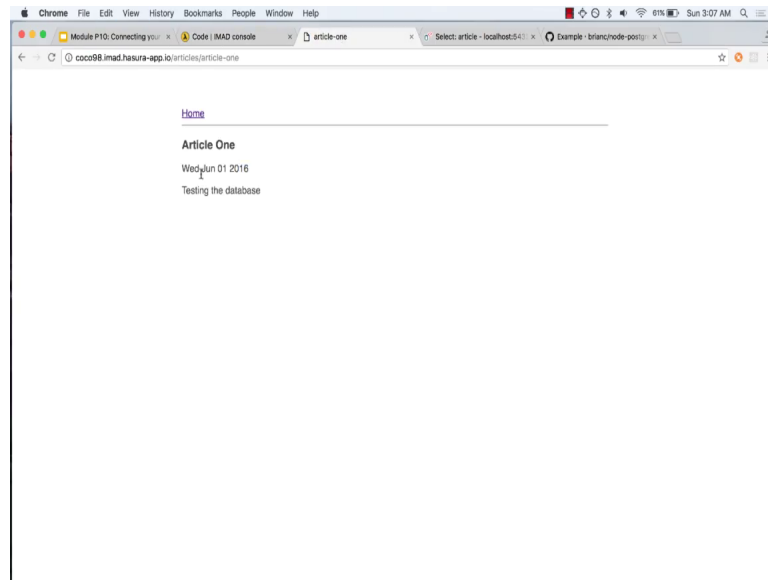 Chrome File Edit View History Bookmarks People Window Help 61% Sun 3:07 AM
Module P10: Connecting your Code | IMAD console article-one Select: article - localhost:543 Example · brianc/node-postgr
coco98.imad.hasura-app.io/articles/article-one
Home
Article One
Wed Jun 01 2016
Testing the database